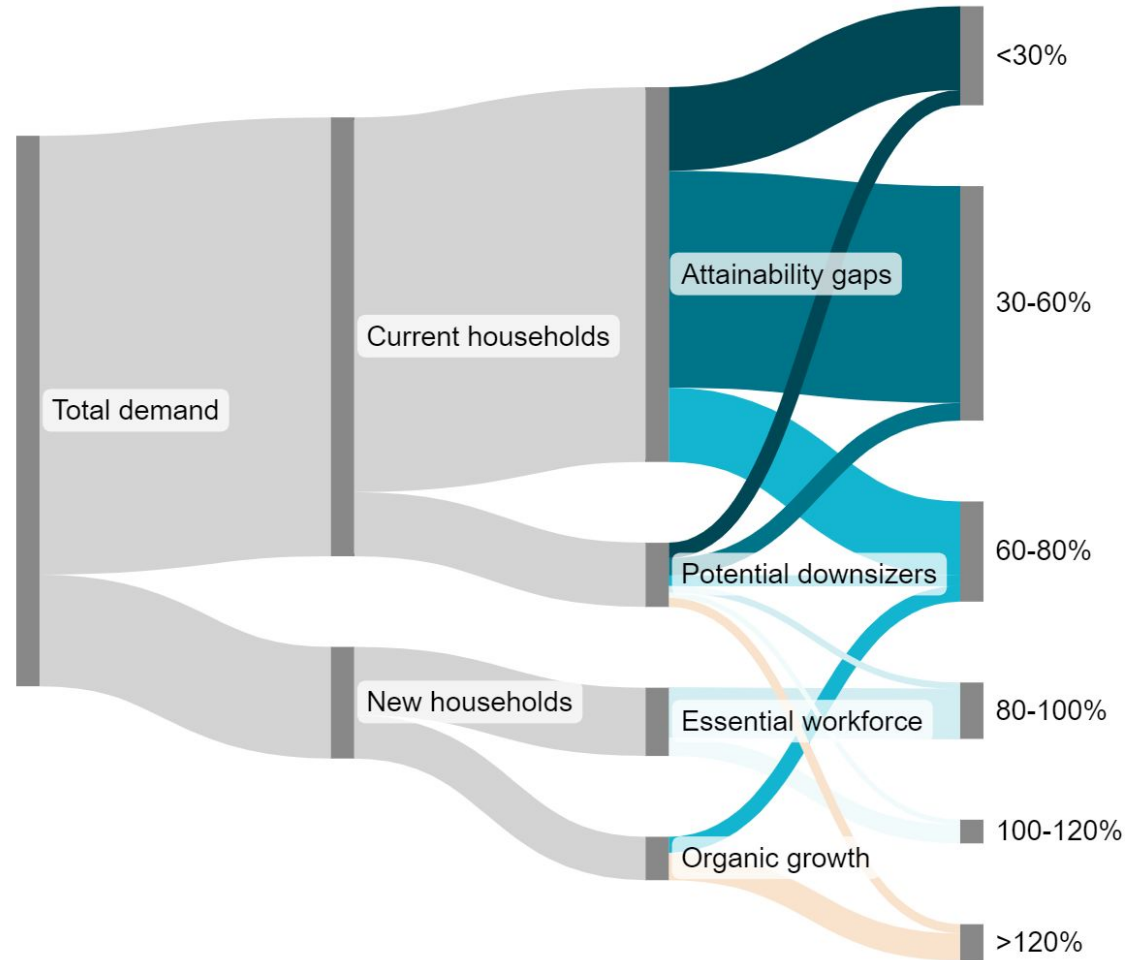 Total demand
Current households
New households
Attainability gaps
Potential downsizers
Essential workforce
Organic growth
<30%
30-60%
60-80%
80-100%
100-120%
>120%